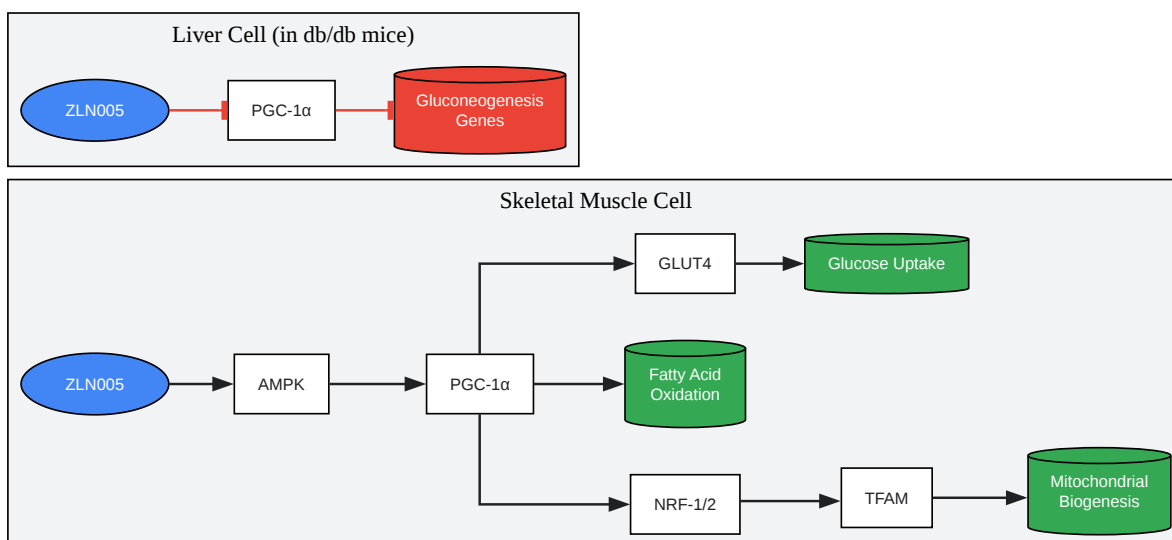 Liver Cell (in db/db mice)
ZLN005
PGC-1α
Gluconeogenesis
Genes
Skeletal Muscle Cell
GLUT4
Glucose Uptake
ZLN005
AMPK
PGC-1α
Fatty Acid
Oxidation
NRF-1/2
TFAM
Mitochondrial
Biogenesis